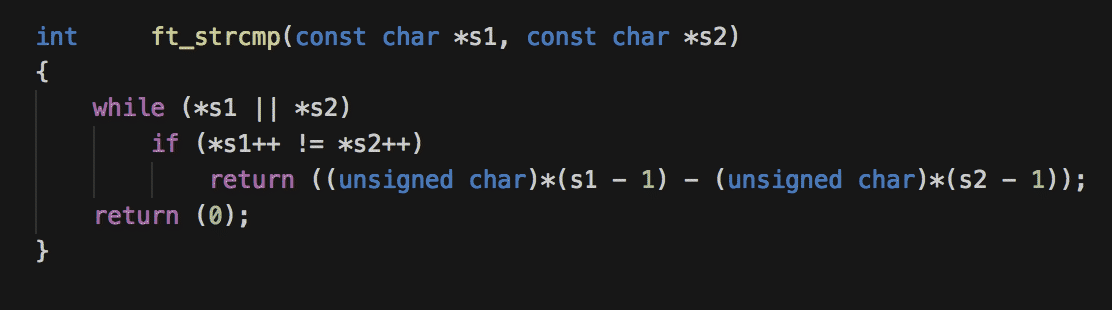 int     ft_strcmp(const char *s1, const char *s2)
{
    while (*s1 || *s2)
        if (*s1++ != *s2++)
            return ((unsigned char)*(s1 - 1) - (unsigned char)*(s2 - 1));
    return (0);
}